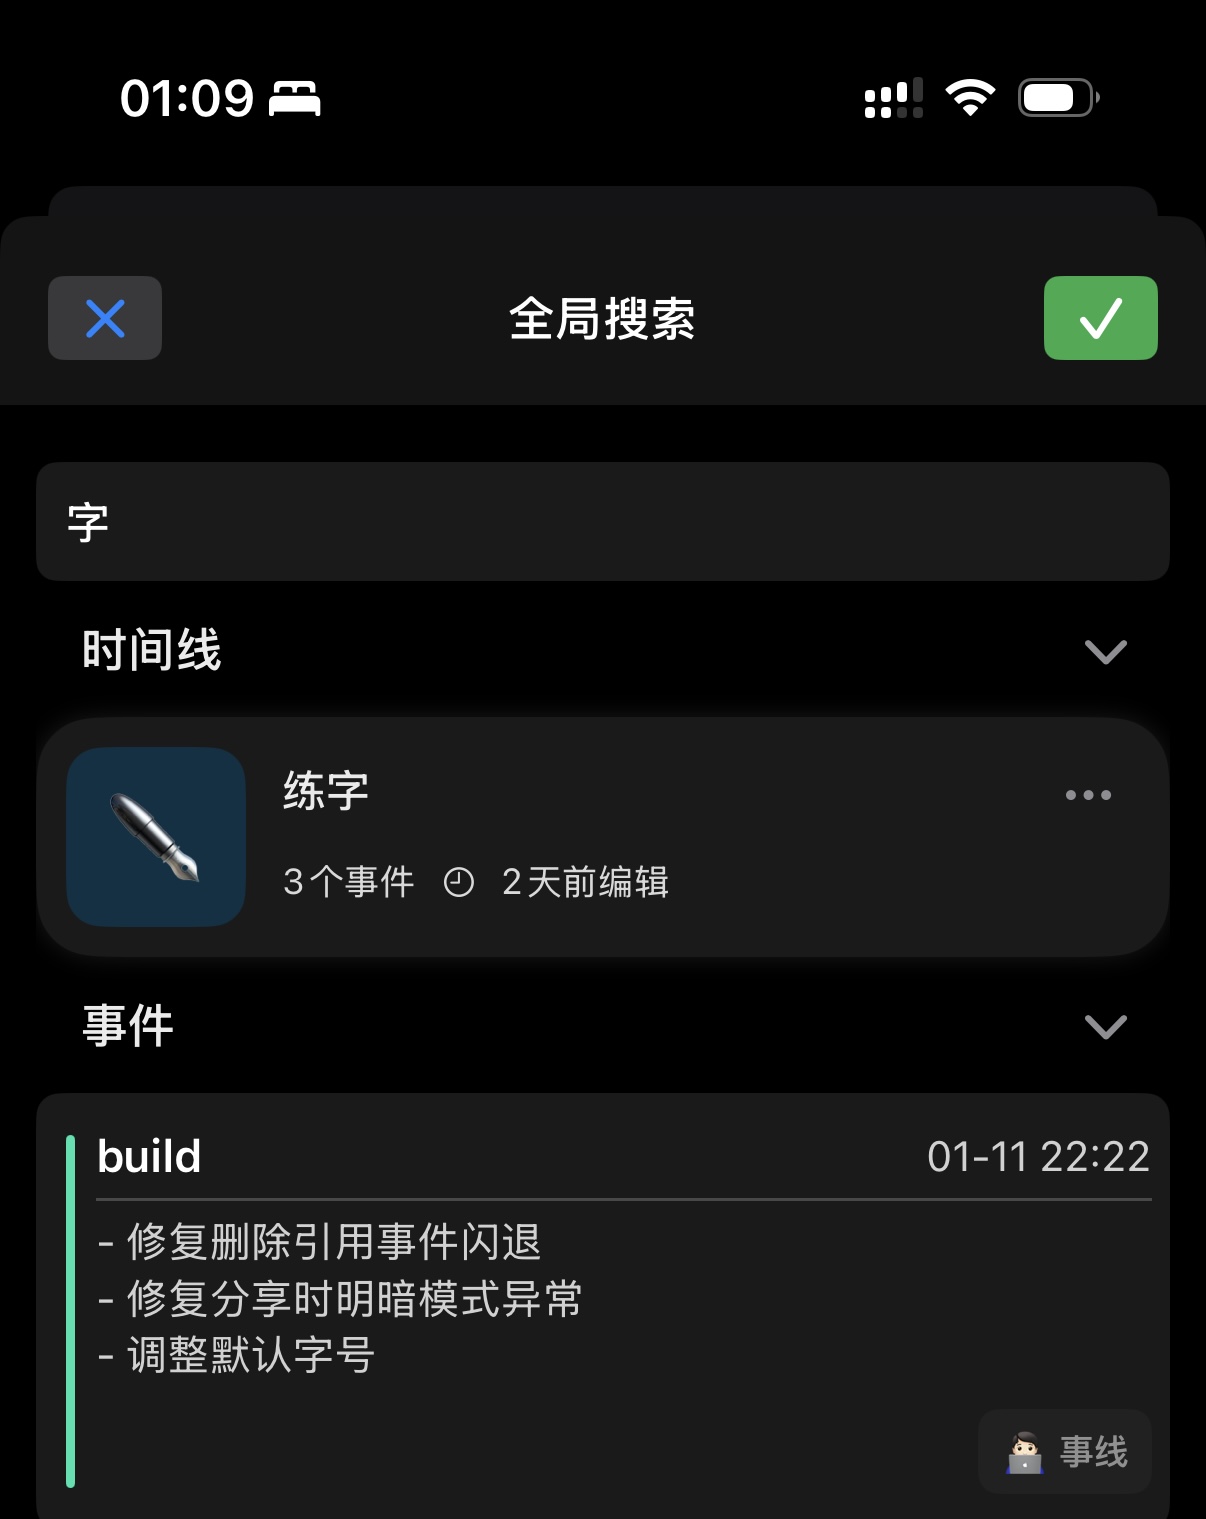 01:09
全局搜索
字
时间线
练字
3个事件 2天前编辑
事件
build 01-11 22:22
- 修复删除引用事件闪退
- 修复分享时明暗模式异常
- 调整默认字号
事线